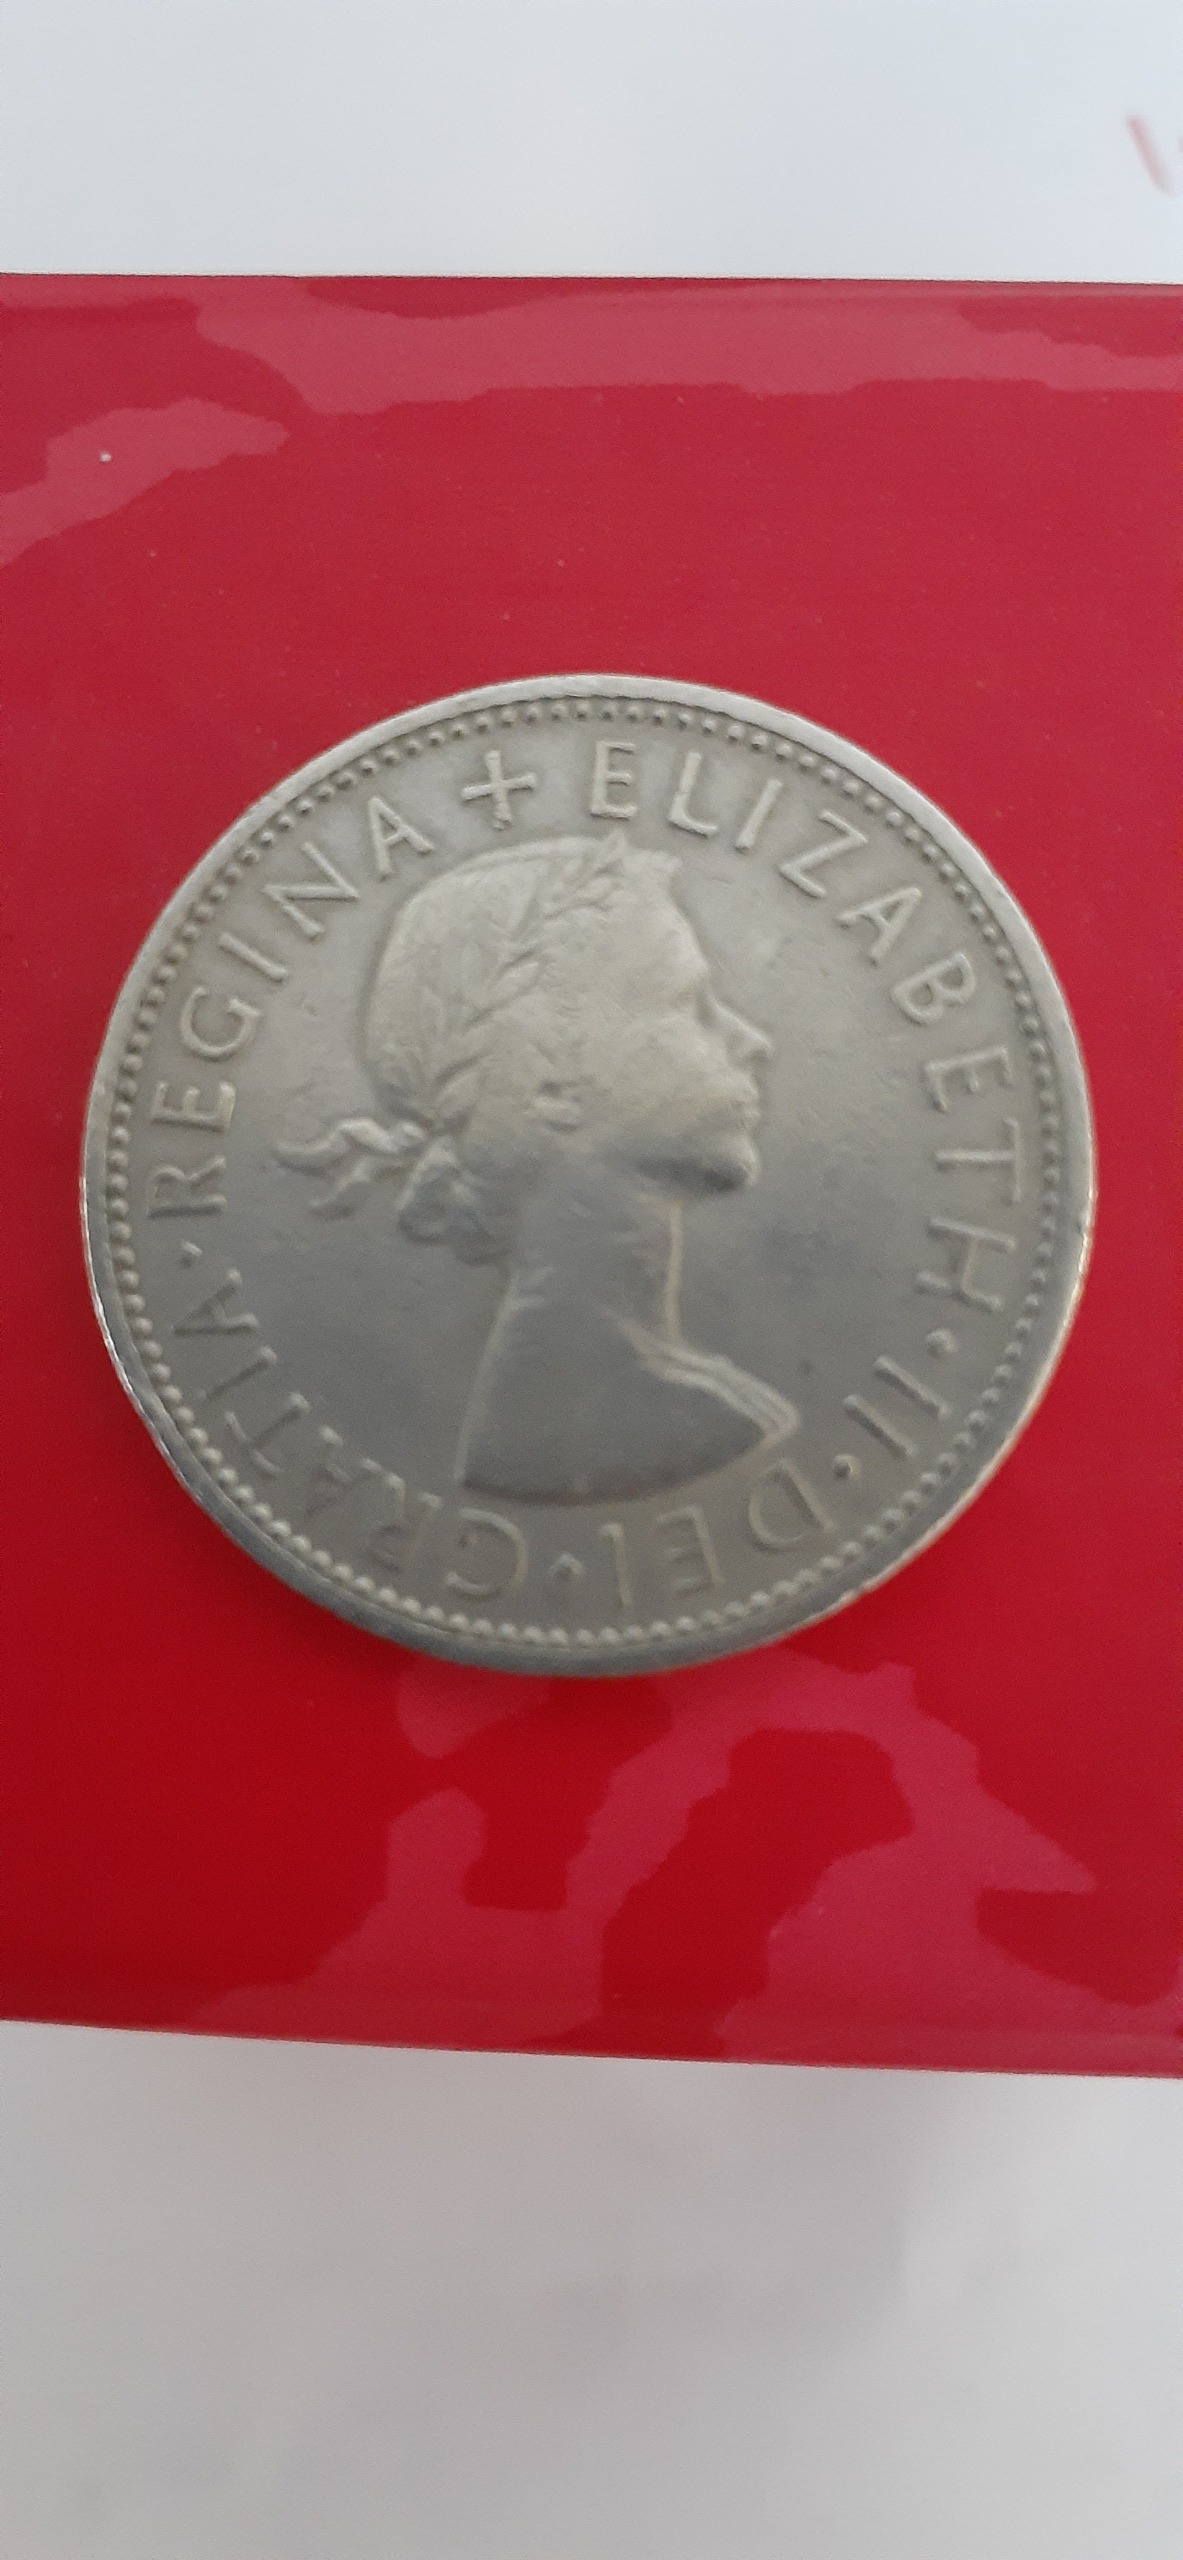 + ELIZABETH · II · DEI · GRATIA · REGINA